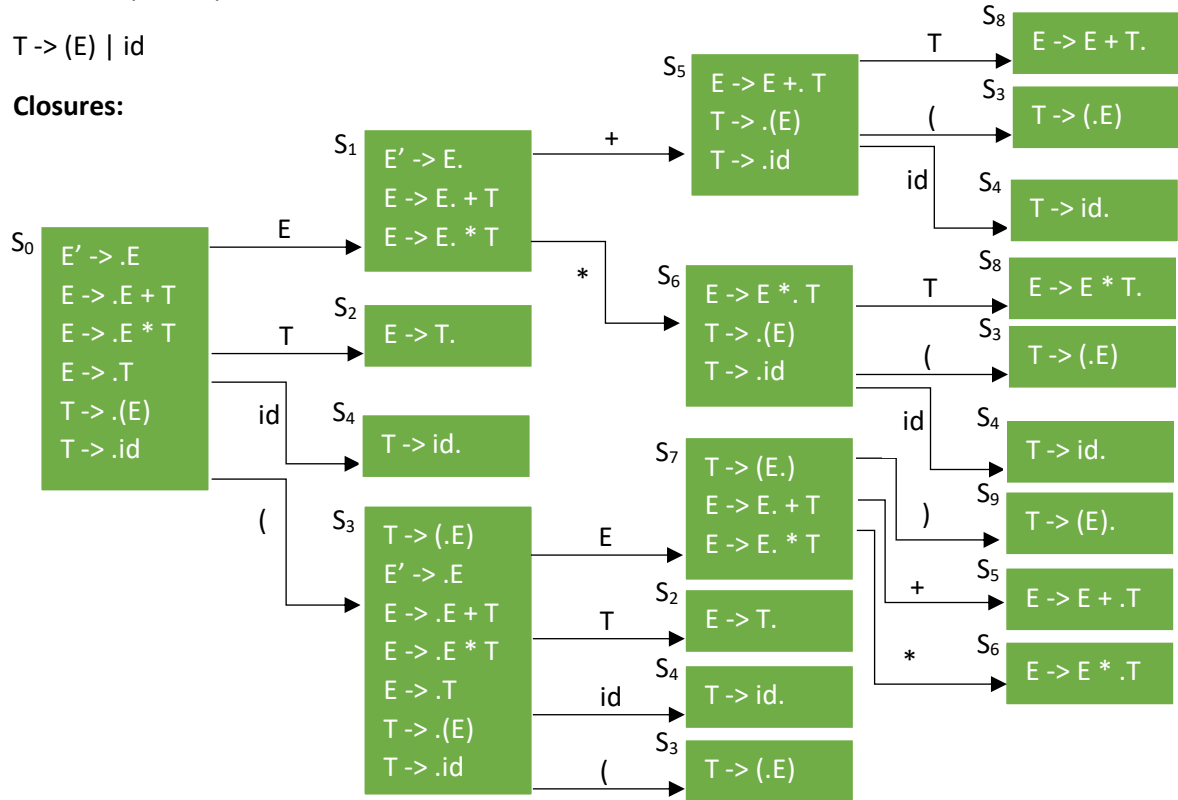 T -> (E) | id
Closures:
S0
E' -> .E
E -> .E + T
E -> .E * T
E -> .T
T -> .(E)
T -> .id
E
T
id
(
S1
E' -> E.
E -> E. + T
E -> E. * T
+
*
S2
E -> T.
S4
T -> id.
S3
T -> (.E)
E' -> .E
E -> .E + T
E -> .E * T
E -> .T
T -> .(E)
T -> .id
E
T
id
(
S5
E -> E +. T
T -> .(E)
T -> .id
T
(
id
S6
E -> E *. T
T -> .(E)
T -> .id
T
(
id
S7
T -> (E.)
E -> E. + T
E -> E. * T
)
+
*
S2
E -> T.
S4
T -> id.
S3
T -> (.E)
S8
E -> E + T.
S3
T -> (.E)
S4
T -> id.
S8
E -> E * T.
S3
T -> (.E)
S4
T -> id.
S9
T -> (E).
S5
E -> E + .T
S6
E -> E * .T